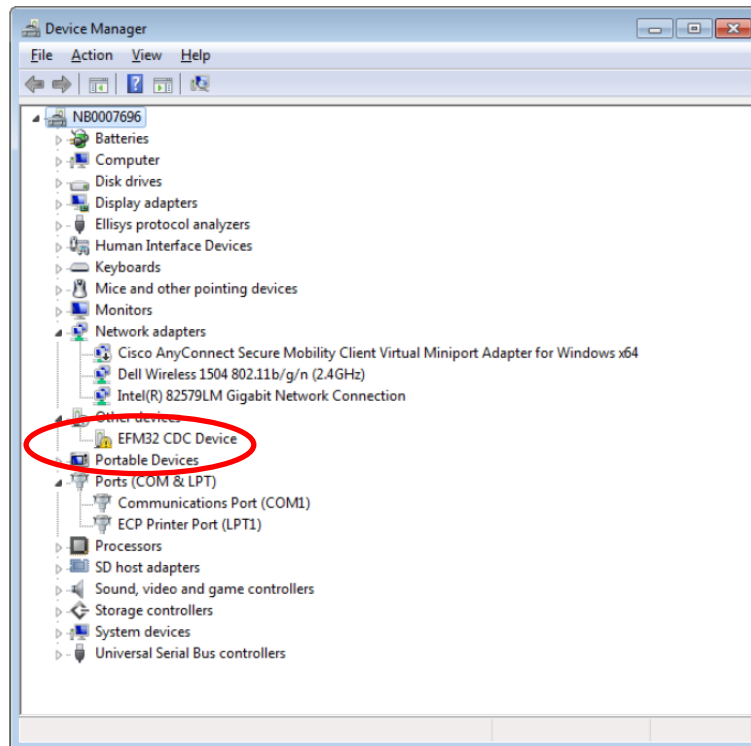 Device Manager
File Action View Help
NB0007696
Batteries
Computer
Disk drives
Display adapters
Ellisys protocol analyzers
Human Interface Devices
Keyboards
Mice and other pointing devices
Monitors
Network adapters
Cisco AnyConnect Secure Mobility Client Virtual Miniport Adapter for Windows x64
Dell Wireless 1504 802.11b/g/n (2.4GHz)
Intel(R) 82579LM Gigabit Network Connection
Other devices
EFM32 CDC Device
Portable Devices
Ports (COM & LPT)
Communications Port (COM1)
ECP Printer Port (LPT1)
Processors
SD host adapters
Sound, video and game controllers
Storage controllers
System devices
Universal Serial Bus controllers